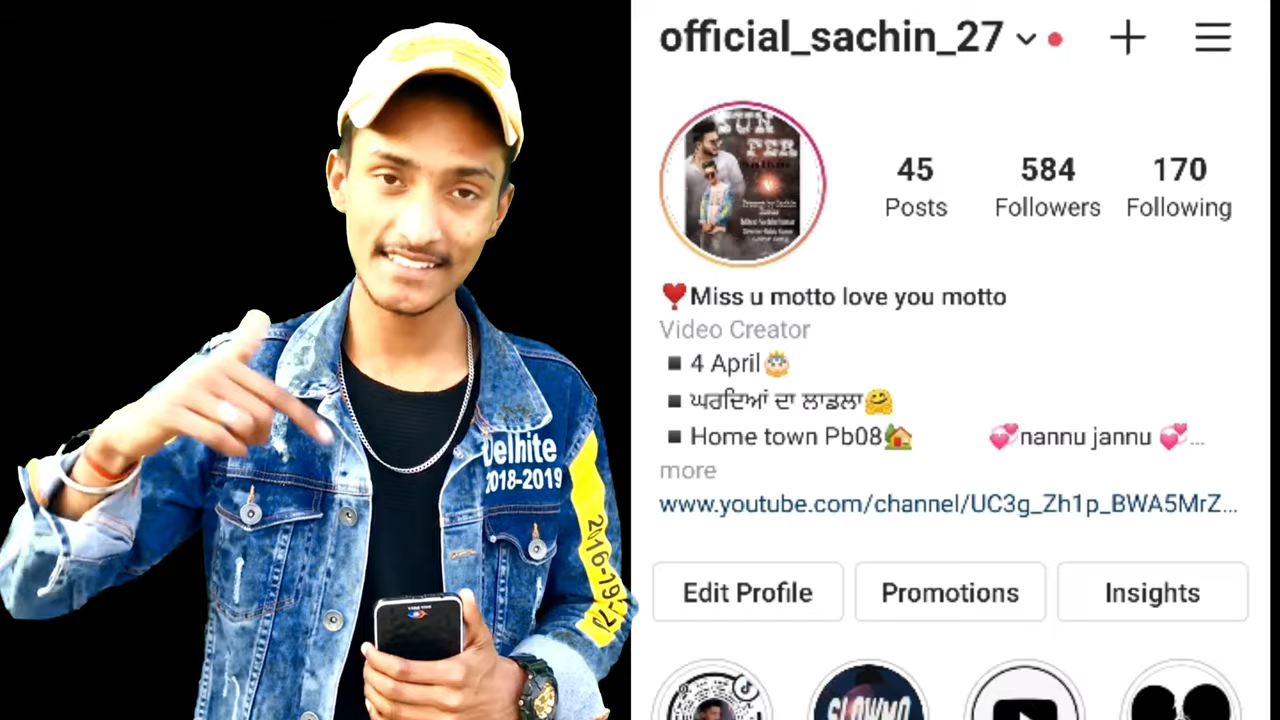 official_sachin_27
45 584 170
Posts Followers Following
Miss u motto love you motto
Video Creator
4 April
ਘਰਦਿਆਂ ਦਾ ਲਾਡਲਾ
Home town Pb08 nannu jannu ...
more
www.youtube.com/channel/UC3g_Zh1p_BWA5MrZ...
Edit Profile Promotions Insights
SLOWMO
Delhite
2018-2019